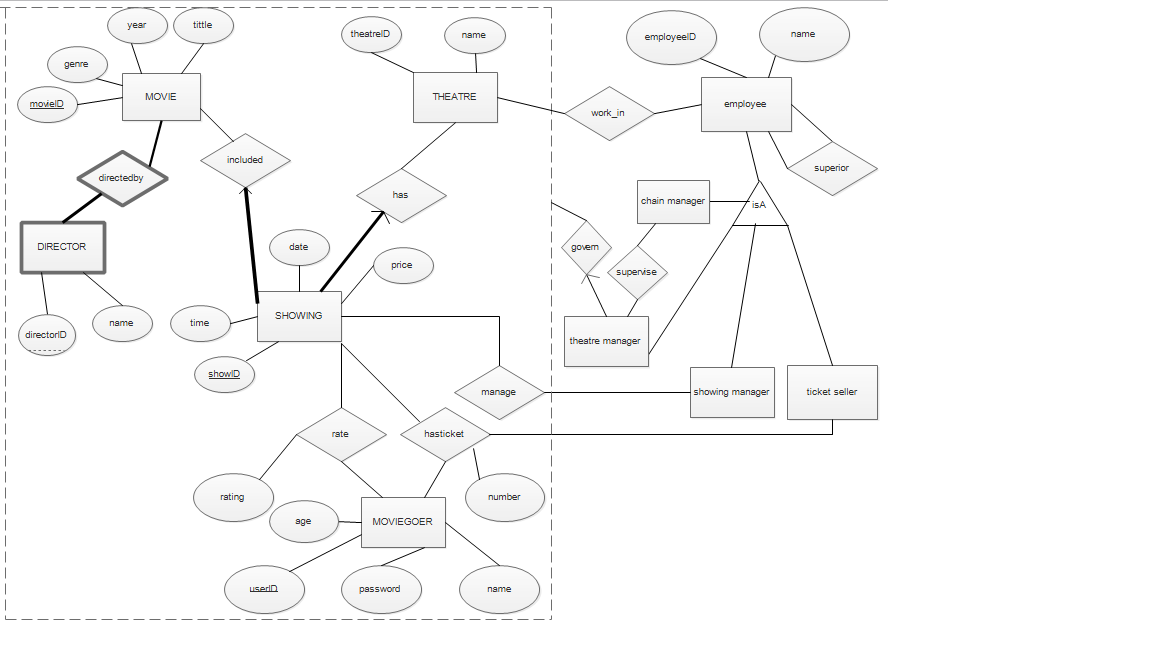 year
tittle
theatreID
name
employeeID
name
genre
movieID
MOVIE
THEATRE
employee
work_in
included
superior
directedby
has
chain manager
isA
DIRECTOR
date
govern
price
supervise
directorID
name
time
SHOWING
theatre manager
showID
manage
showing manager
ticket seller
rate
hasticket
rating
number
age
MOVIEGOER
userID
password
name